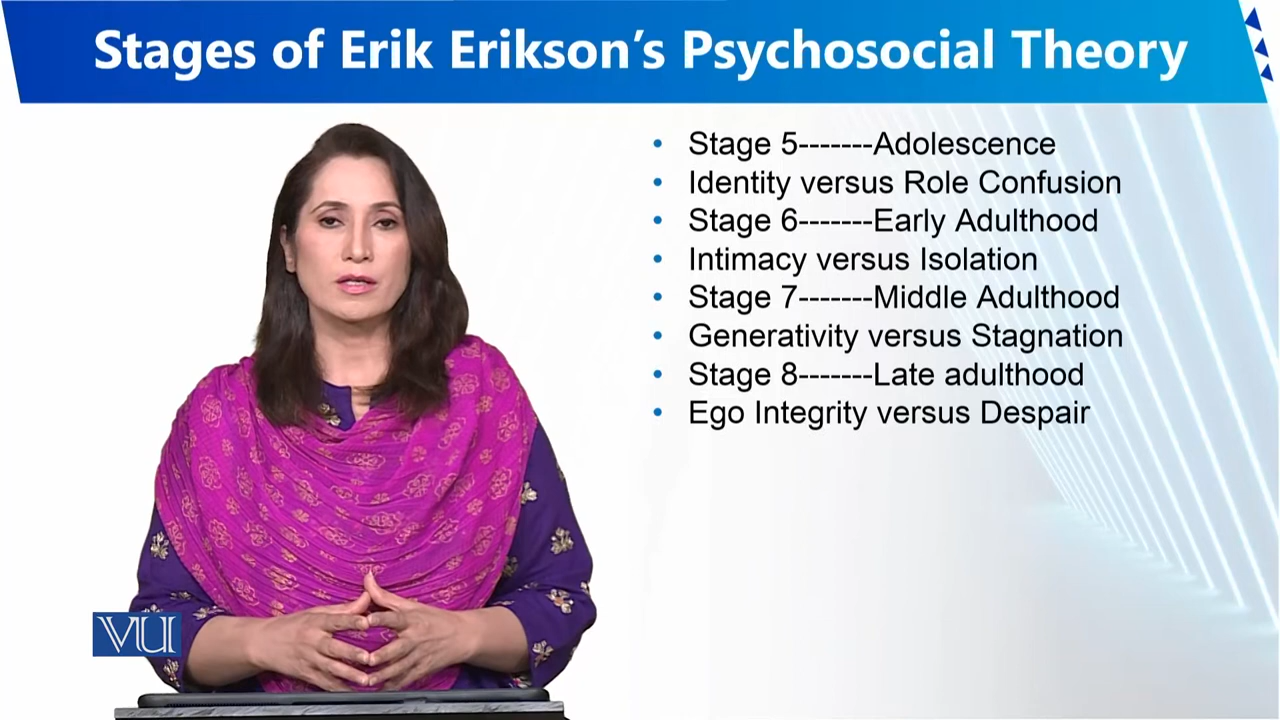 Stages of Erik Erikson's Psychosocial Theory
• Stage 5-------Adolescence
• Identity versus Role Confusion
• Stage 6-------Early Adulthood
• Intimacy versus Isolation
• Stage 7-------Middle Adulthood
• Generativity versus Stagnation
• Stage 8-------Late adulthood
• Ego Integrity versus Despair
VU